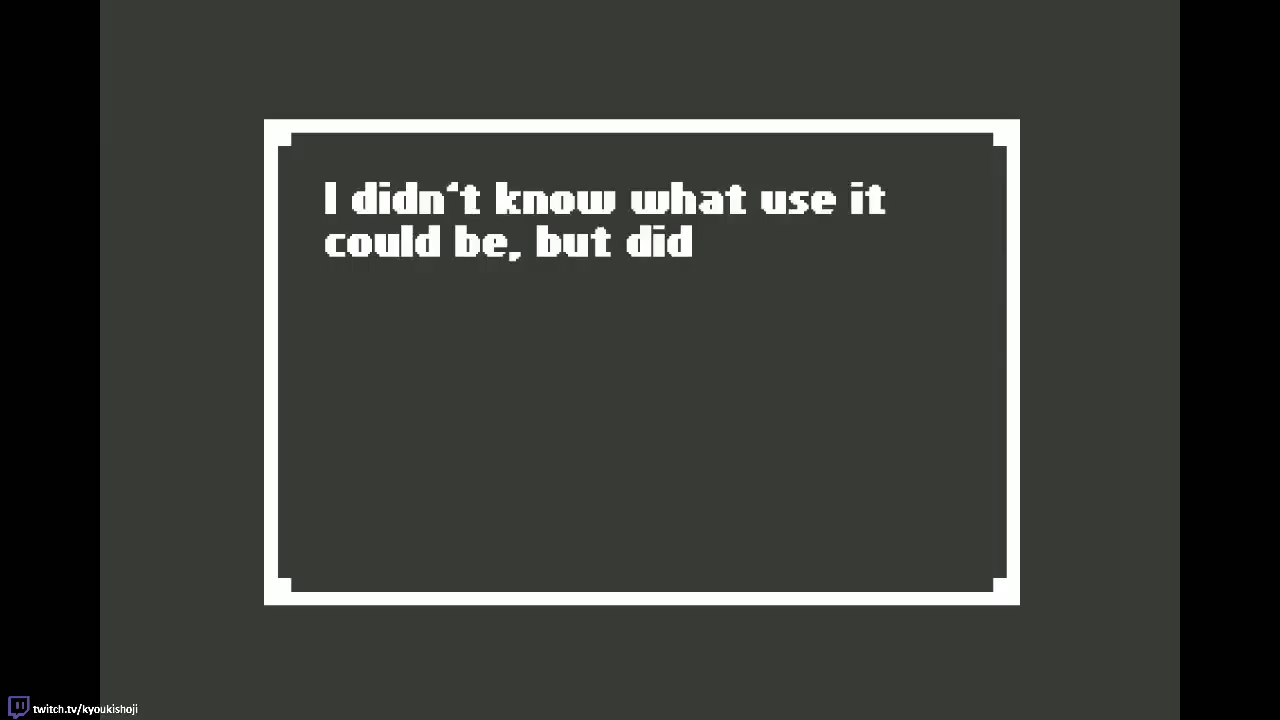 I didn‘t know what use it
could be, but did
twitch.tv/kyoukishoji